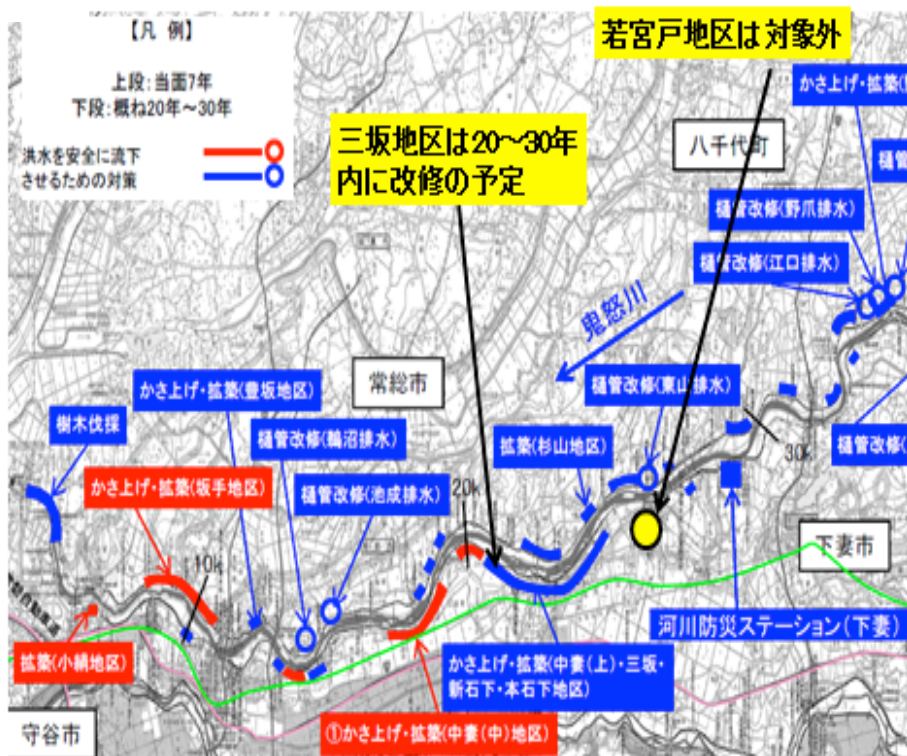 【凡 例】
上段:当面7年
下段:概ね20年～30年
洪水を安全に流下
させるための対策
若宮戸地区は対象外
三坂地区は20～30年
内に改修の予定
八千代町
かさ上げ・拡築(
樋管
樋管改修(野爪排水)
樋管改修(江口排水)
鬼怒川
常総市
かさ上げ・拡築(豊坂地区)
樋管改修(東山排水)
樹木伐採
樋管改修(鵜沼排水)
拡築(杉山地区)
30k
樋管改修(
かさ上げ・拡築(坂手地区)
樋管改修(池成排水)
20k
10k
下妻市
河川防災ステーション(下妻)
拡築(小絹地区)
かさ上げ・拡築(中妻(上)・三坂・
新石下・本石下地区)
守谷市
①かさ上げ・拡築(中妻(中)地区)